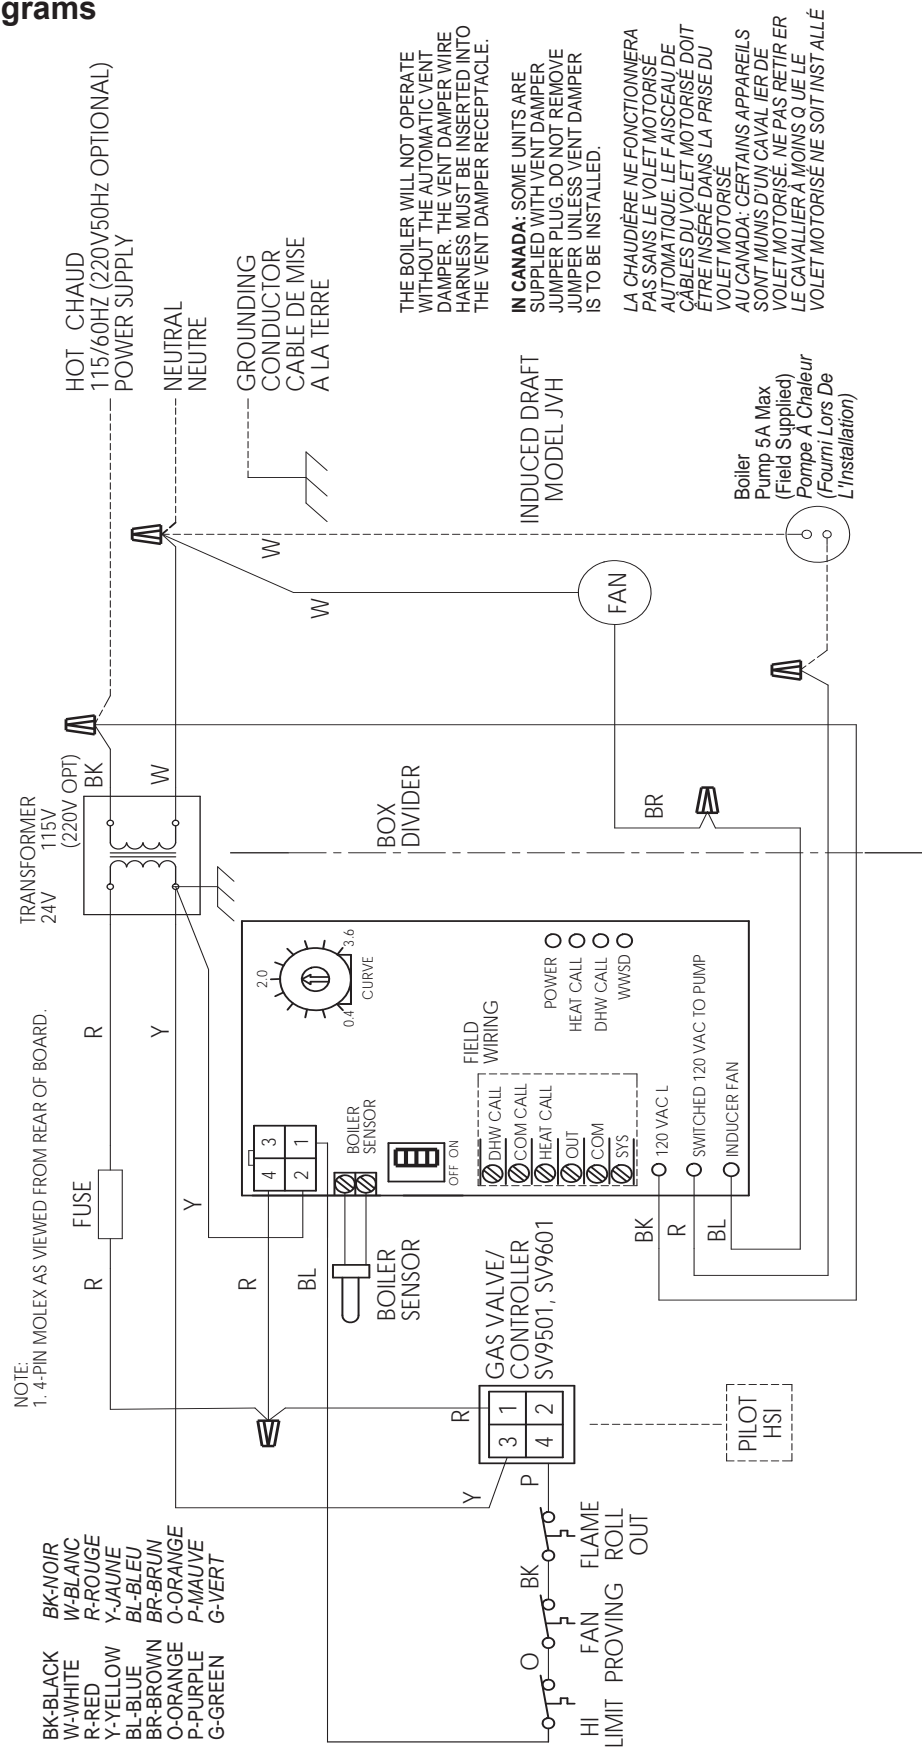 grams
NOTE:
1. 4-PIN MOLEX AS VIEWED FROM REAR OF BOARD.
BK-BLACK
W-WHITE
R-RED
Y-YELLOW
BL-BLUE
BR-BROWN
O-ORANGE
P-PURPLE
G-GREEN
BK-NOIR
W-BLANC
R-ROUGE
Y-JAUNE
BL-BLEU
BR-BRUN
O-ORANGE
P-MAUVE
G-VERT
TRANSFORMER
24V 115V
(220V OPT)
HOT CHAUD
115/60HZ (220V50Hz OPTIONAL)
POWER SUPPLY
NEUTRAL
NEUTRE
GROUNDING
CONDUCTOR
CABLE DE MISE
A LA TERRE
R
FUSE
R
BK
Y
W
Y
W
W
R
BL
4 3
2 1
2.0
0.4 3.6
CURVE
BOILER
SENSOR
BOILER
SENSOR
OFF ON
BOX
DIVIDER
FIELD
WIRING
DHW CALL
COM CALL
HEAT CALL
OUT
COM
SYS
POWER
HEAT CALL
DHW CALL
WWSD
120 VAC L
SWITCHED 120 VAC TO PUMP
INDUCER FAN
BK
R
BL
BR
FAN
INDUCED DRAFT
MODEL JVH
Boiler
Pump 5A Max
(Field Supplied)
Pompe À Chaleur
(Fourni Lors De
L'Installation)
GAS VALVE/
CONTROLLER
SV9501, SV9601
R
Y
3 1
4 2
P
PILOT
HSI
HI
LIMIT
O
FAN
PROVING
BK
FLAME
ROLL
OUT
THE BOILER WILL NOT OPERATE
WITHOUT THE AUTOMATIC VENT
DAMPER. THE VENT DAMPER WIRE
HARNESS MUST BE INSERTED INTO
THE VENT DAMPER RECEPTACLE.
IN CANADA: SOME UNITS ARE
SUPPLIED WITH VENT DAMPER
JUMPER PLUG. DO NOT REMOVE
JUMPER UNLESS VENT DAMPER
IS TO BE INSTALLED.
LA CHAUDIÈRE NE FONCTIONNERA
PAS SANS LE VOLET MOTORISÉ
AUTOMATIQUE. LE F AISCEAU DE
CÂBLES DU VOLET MOTORISÉ DOIT
ÊTRE INSÉRÉ DANS LA PRISE DU
VOLET MOTORISÉ
AU CANADA: CERTAINS APPAREILS
SONT MUNIS D'UN CAVAL IER DE
VOLET MOTORISÉ. NE PAS RETIR ER
LE CAVALLIER À MOINS Q UE LE
VOLET MOTORISÉ NE SOIT INST ALLÉ